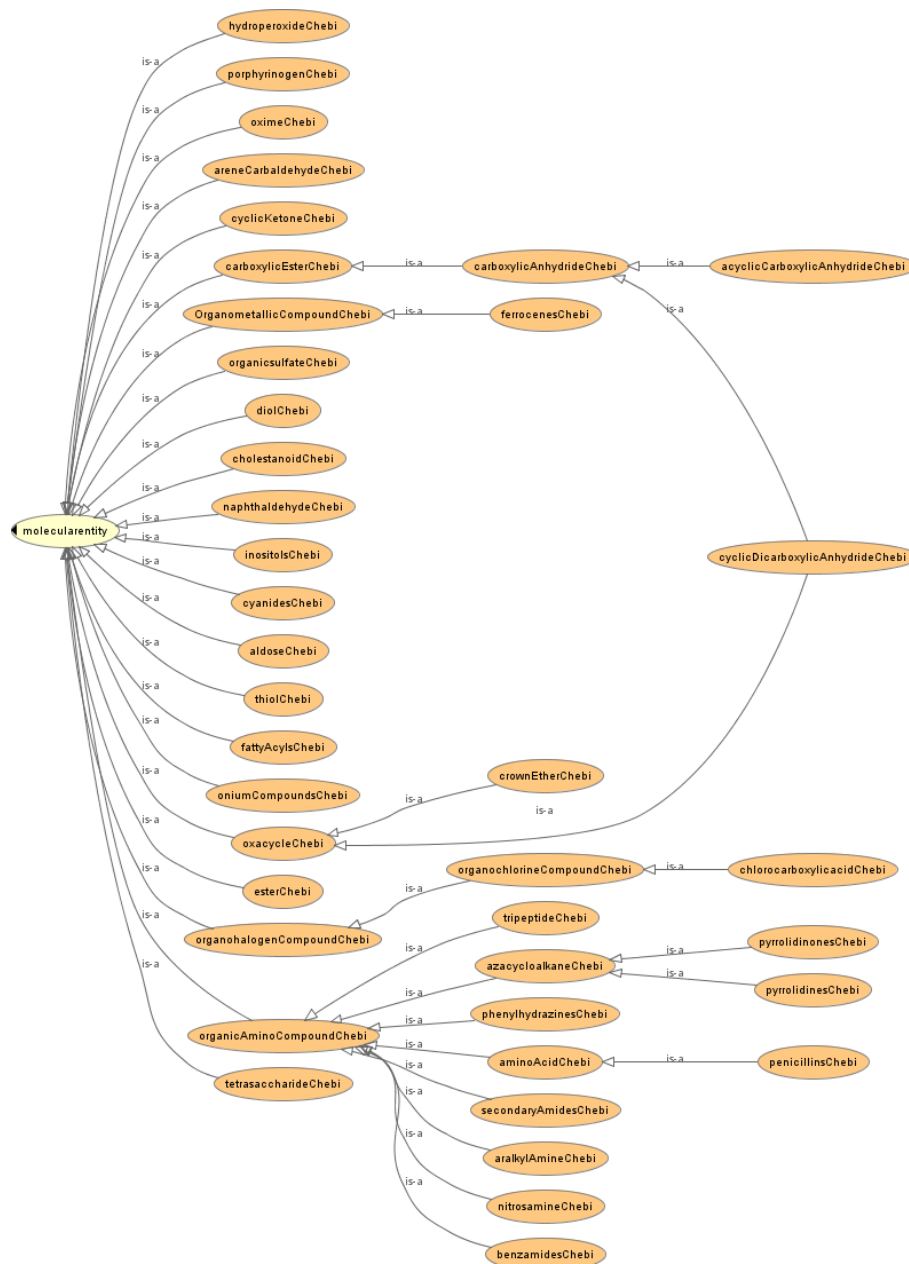 hydroperoxideChebi
is-a
porphyrinogenChebi
is-a
oximeChebi
is-a
areneCarbaldehydeChebi
is-a
cyclicKetoneChebi
is-a
carboxylicEsterChebi
is-a
carboxylicAnhydrideChebi
is-a
acyclicCarboxylicAnhydrideChebi
is-a
OrganometallicCompoundChebi
is-a
ferrocenesChebi
is-a
is-a
organicsulfateChebi
is-a
diolChebi
is-a
cholestanoidChebi
is-a
naphthaldehydeChebi
is-a
molecularentity
is-a
inositolsChebi
cyclicDicarboxylicAnhydrideChebi
is-a
cyanidesChebi
is-a
aldoseChebi
is-a
thiolChebi
is-a
fattyAcylsChebi
is-a
crownEtherChebi
oniumCompoundsChebi
is-a
is-a
is-a
oxacycleChebi
is-a
organochlorineCompoundChebi
is-a
chlorocarboxylicacidChebi
esterChebi
is-a
is-a
organohalogenCompoundChebi
is-a
tripeptideChebi
is-a
azacycloalkaneChebi
is-a
pyrrolidinonesChebi
is-a
pyrrolidinesChebi
is-a
is-a
phenylhydrazinesChebi
organicAminoCompoundChebi
is-a
is-a
aminoAcidChebi
is-a
penicillinsChebi
tetrasaccharideChebi
is-a
secondaryAmidesChebi
is-a
aralkylAmineChebi
is-a
nitrosamineChebi
is-a
benzamidesChebi